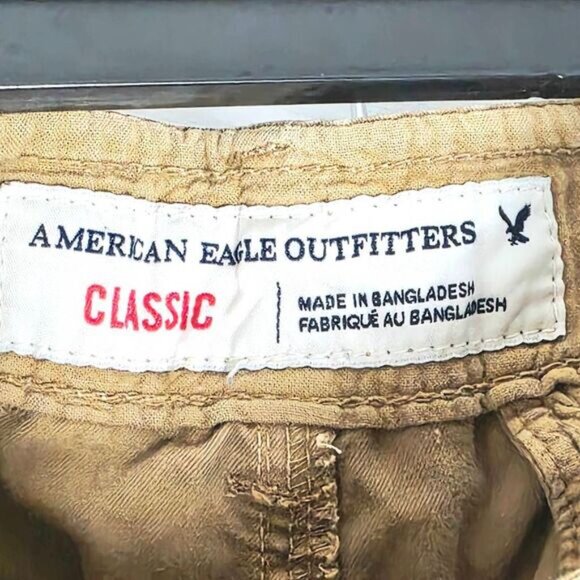 AMERICAN EAGLE OUTFITTERS
CLASSIC
MADE IN BANGLADESH
FABRIQUÉ AU BANGLADESH